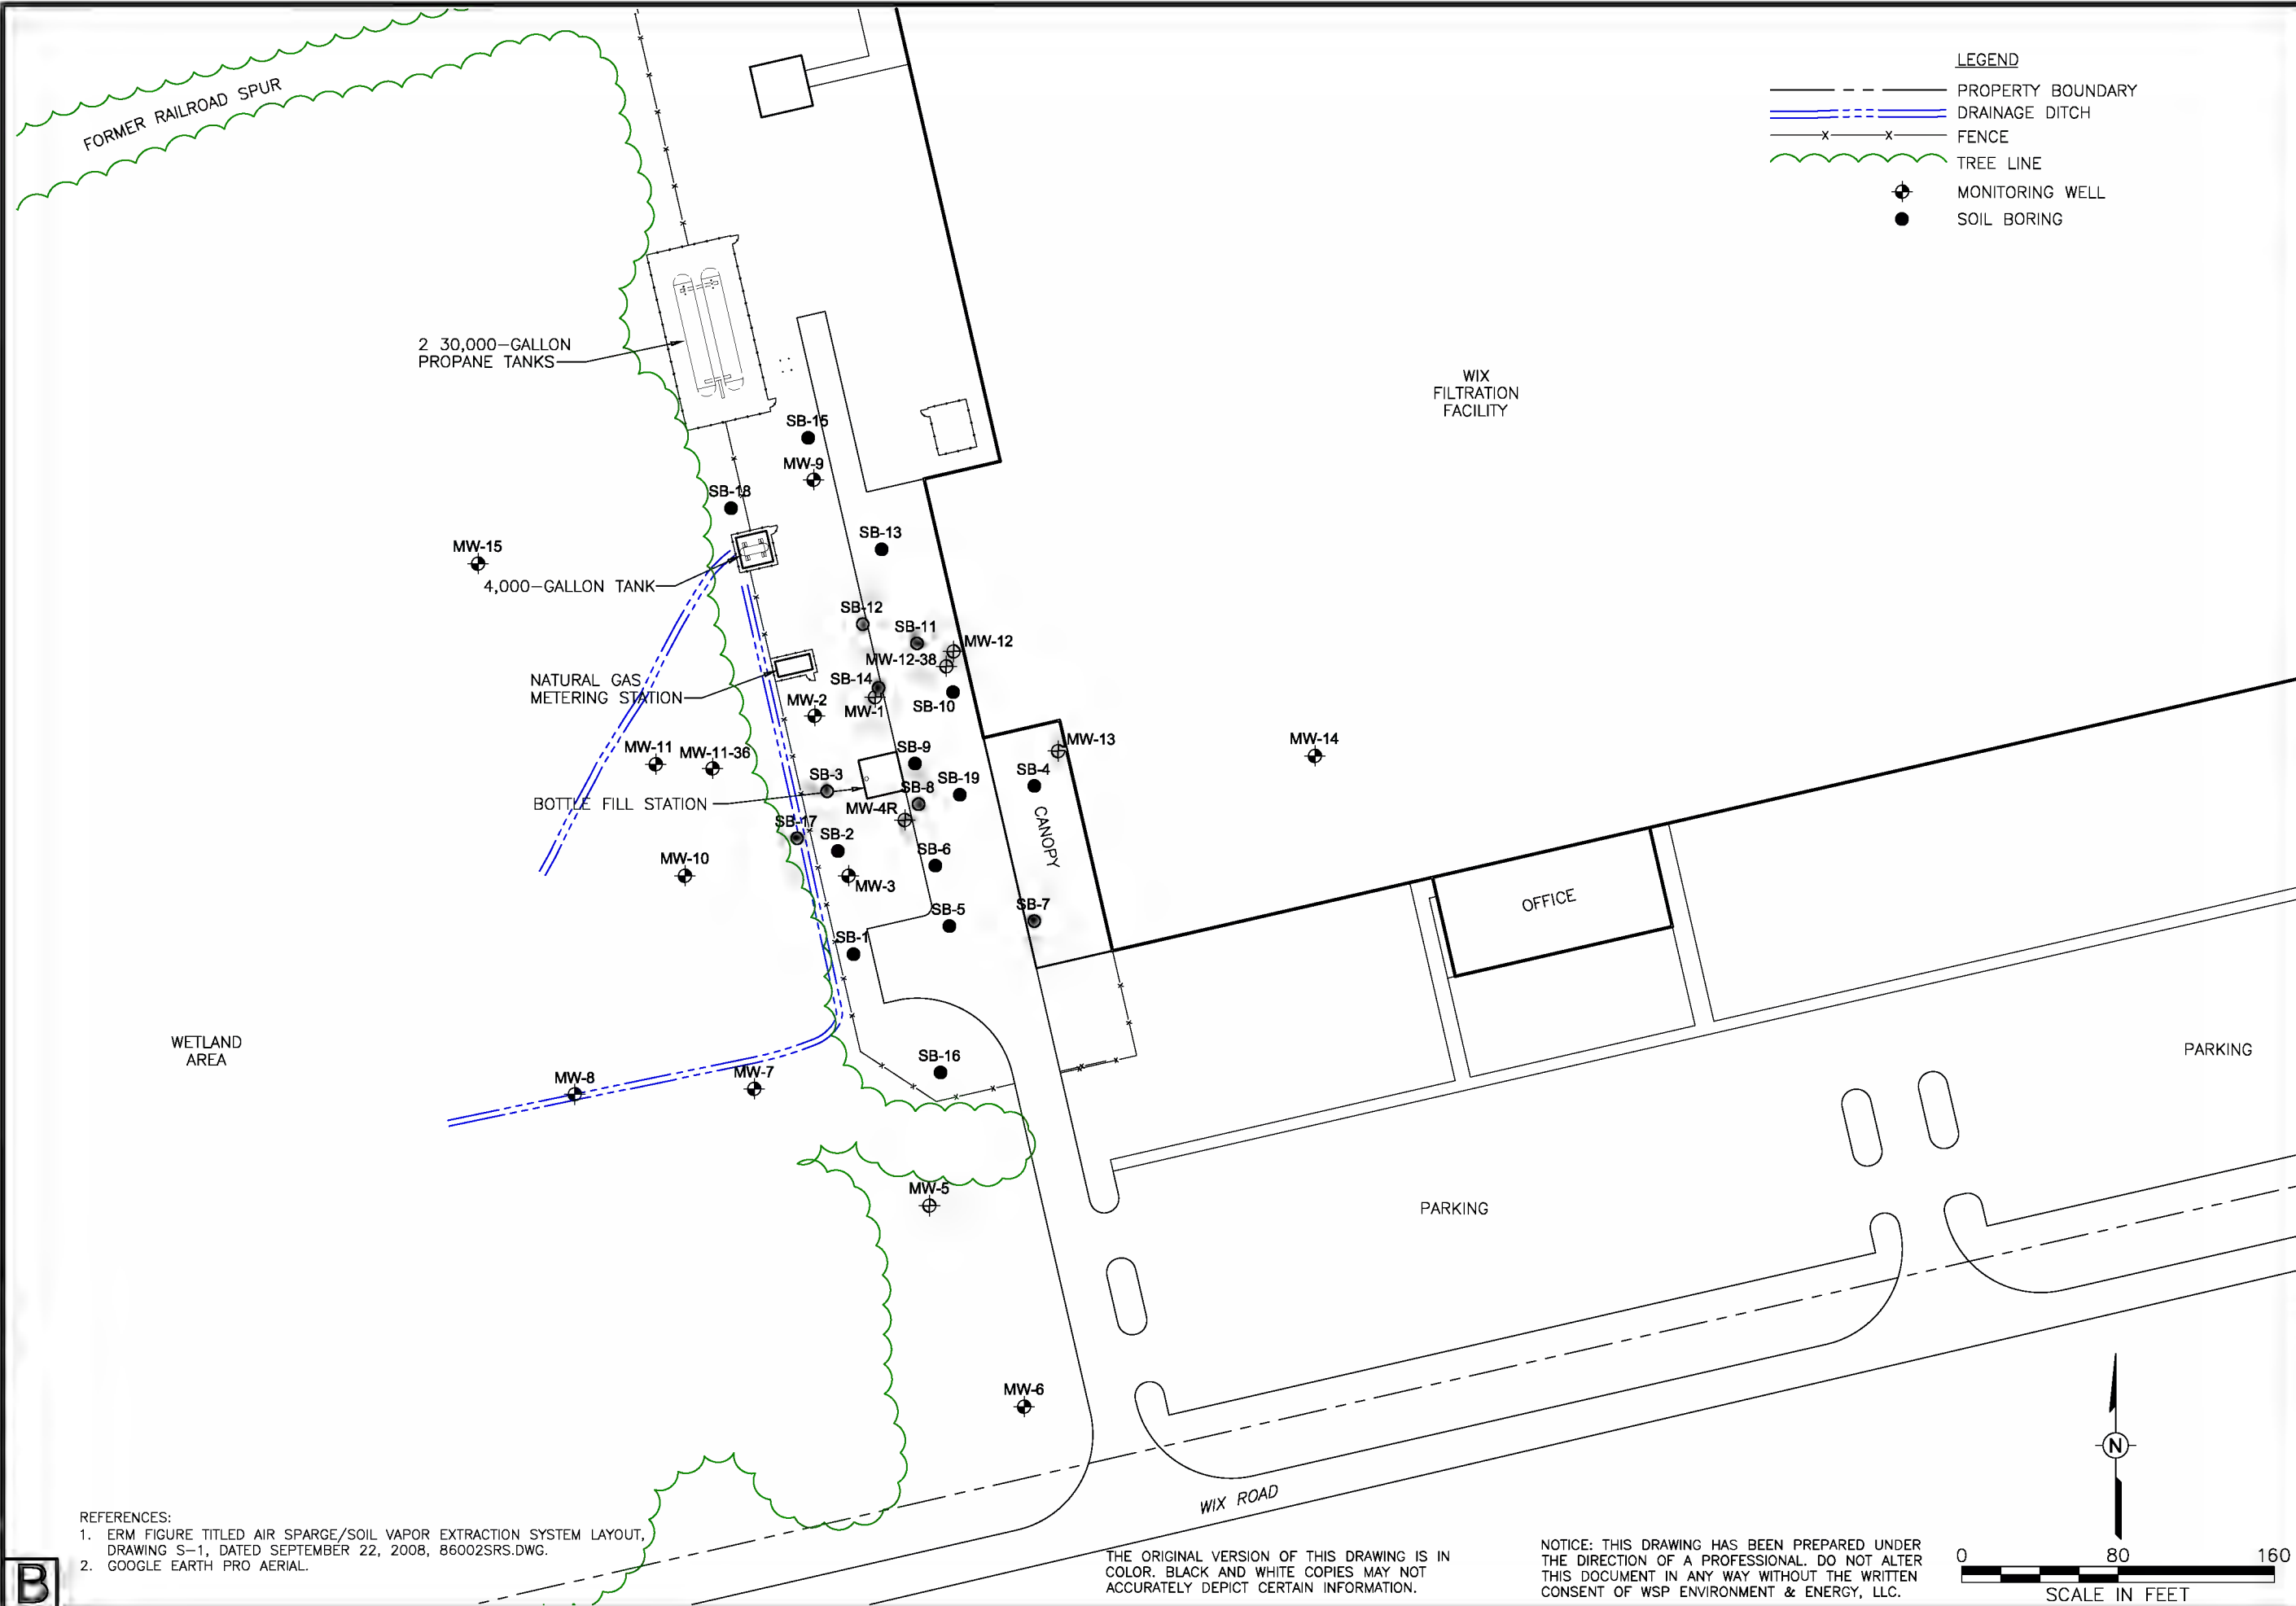 LEGEND
PROPERTY BOUNDARY
DRAINAGE DITCH
FENCE
TREE LINE
MONITORING WELL
SOIL BORING
FORMER RAILROAD SPUR
2 30,000-GALLON
PROPANE TANKS
WIX
FILTRATION
FACILITY
SB-15
MW-9
SB-18
SB-13
MW-15
4,000-GALLON TANK
SB-12
SB-11
MW-12
MW-12-38
NATURAL GAS
METERING STATION
SB-14
MW-2
MW-1
SB-10
MW-11
MW-11-36
SB-9
MW-13
MW-14
SB-3
SB-19
SB-4
SB-8
BOTTLE FILL STATION
MW-4R
SB-17
SB-2
CANOPY
SB-6
MW-10
MW-3
SB-7
SB-5
OFFICE
SB-1
WETLAND
AREA
SB-16
PARKING
MW-8
MW-7
MW-5
PARKING
MW-6
N
WIX ROAD
REFERENCES:
1. ERM FIGURE TITLED AIR SPARGE/SOIL VAPOR EXTRACTION SYSTEM LAYOUT,
DRAWING S-1, DATED SEPTEMBER 22, 2008, 86002SRS.DWG.
2. GOOGLE EARTH PRO AERIAL.
B
THE ORIGINAL VERSION OF THIS DRAWING IS IN
COLOR. BLACK AND WHITE COPIES MAY NOT
ACCURATELY DEPICT CERTAIN INFORMATION.
NOTICE: THIS DRAWING HAS BEEN PREPARED UNDER
THE DIRECTION OF A PROFESSIONAL. DO NOT ALTER
THIS DOCUMENT IN ANY WAY WITHOUT THE WRITTEN
CONSENT OF WSP ENVIRONMENT & ENERGY, LLC.
0 80 160
SCALE IN FEET